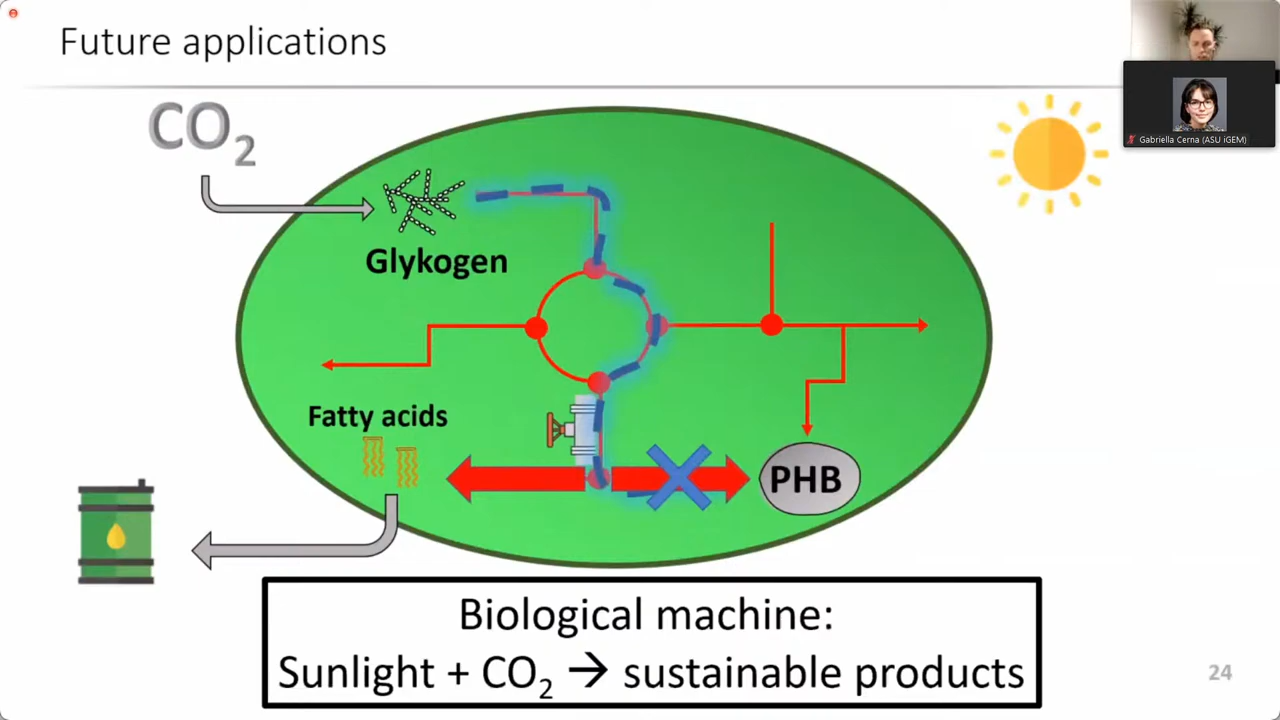 Future applications
Gabriella Cerna (ASU iGEM)
CO₂
Glykogen
Fatty acids
PHB
Biological machine:
Sunlight + CO₂ → sustainable products
24